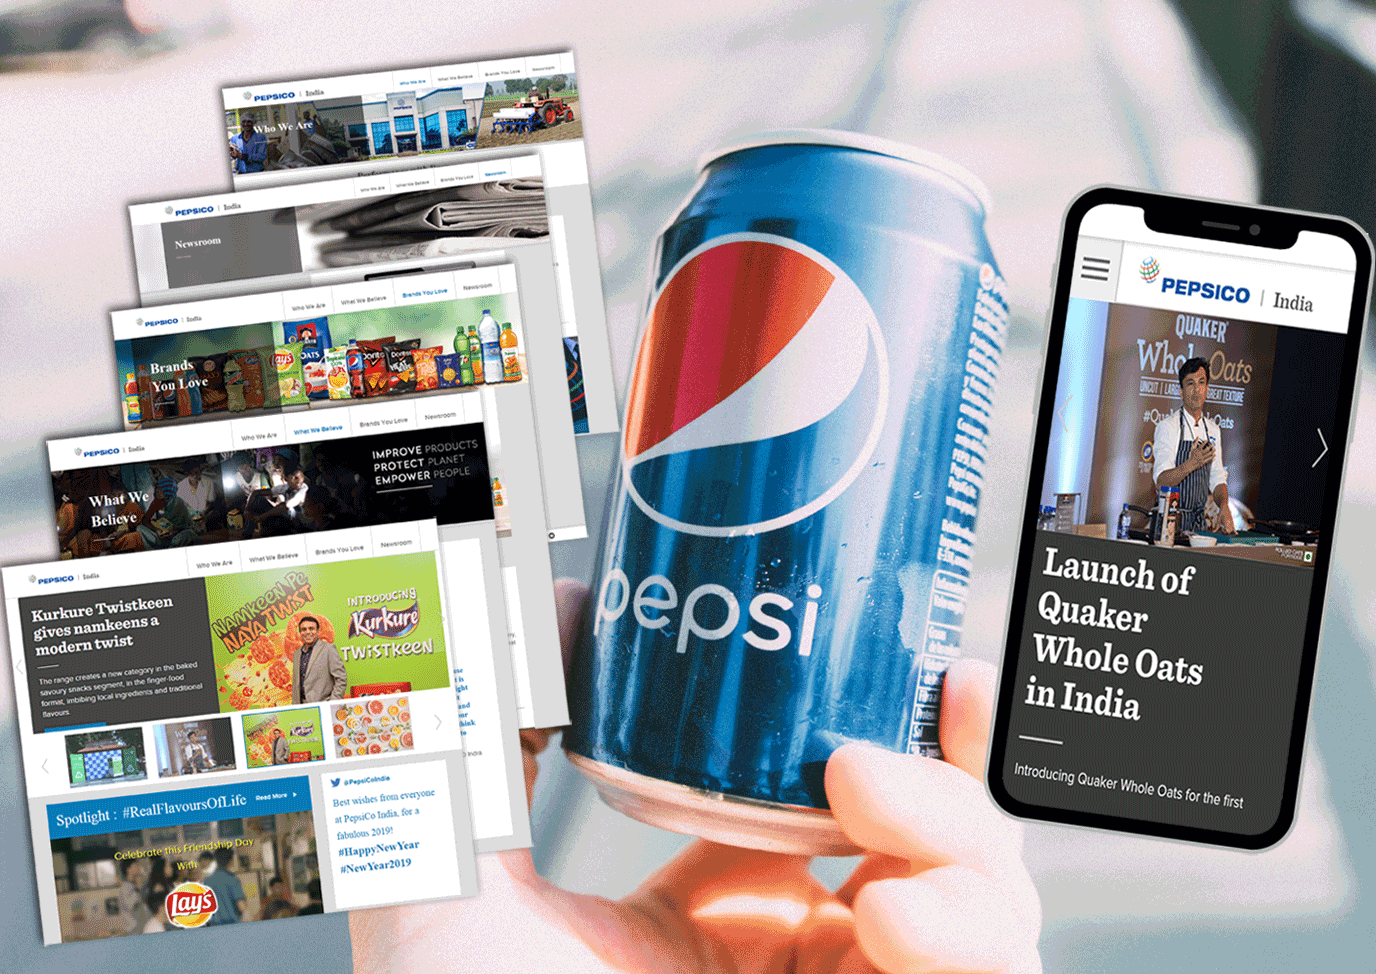 PEPSICO | India
Who We Are
What We Believe
Brands You Love
Newsroom
Who We Are
PEPSICO | India
Who We Are
What We Believe
Brands You Love
Newsroom
Newsroom
PEPSICO | India
Who We Are
What We Believe
Brands You Love
Newsroom
Brands
You Love
Lay's
OATS
Doritos
PEPSICO | India
Who We Are
What We Believe
Brands You Love
Newsroom
What We
Believe
IMPROVE PRODUCTS
PROTECT PLANET
EMPOWER PEOPLE
PEPSICO | India
Who We Are
What We Believe
Brands You Love
Newsroom
Kurkure Twistkeen
gives namkeens a
modern twist
The range creates a new category in the baked
savoury snacks segment, in the finger-food
format, imbibing local ingredients and traditional
flavours.
NAMKEEN PE
NAYA TWIST
INTRODUCING
Kurkure
TWISTKEEN
Spotlight : #RealFlavoursOfLife
Read More
Celebrate this Friendship Day
With
Lay's
@PepsiCoIndia
Best wishes from everyone
at PepsiCo India, for a
fabulous 2019!
#HappyNewYear
#NewYear2019
pepsi
PEPSICO | India
QUAKER
Whole Oats
Launch of
Quaker
Whole Oats
in India
Introducing Quaker Whole Oats for the first